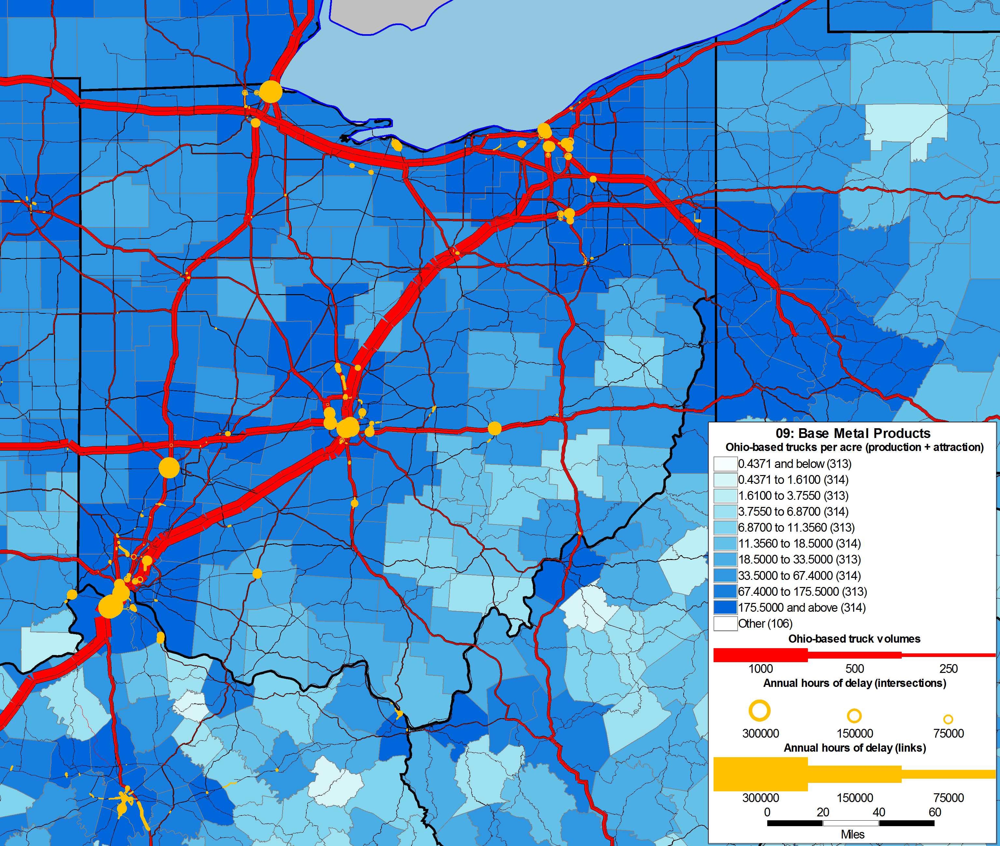 09: Base Metal Products
Ohio-based trucks per acre (production + attraction)
0.4371 and below (313)
0.4371 to 1.6100 (314)
1.6100 to 3.7550 (313)
3.7550 to 6.8700 (314)
6.8700 to 11.3560 (313)
11.3560 to 18.5000 (314)
18.5000 to 33.5000 (313)
33.5000 to 67.4000 (314)
67.4000 to 175.5000 (313)
175.5000 and above (314)
Other (106)
Ohio-based truck volumes
1000 500 250
Annual hours of delay (intersections)
300000 150000 75000
Annual hours of delay (links)
300000 150000 75000
0 20 40 60
Miles